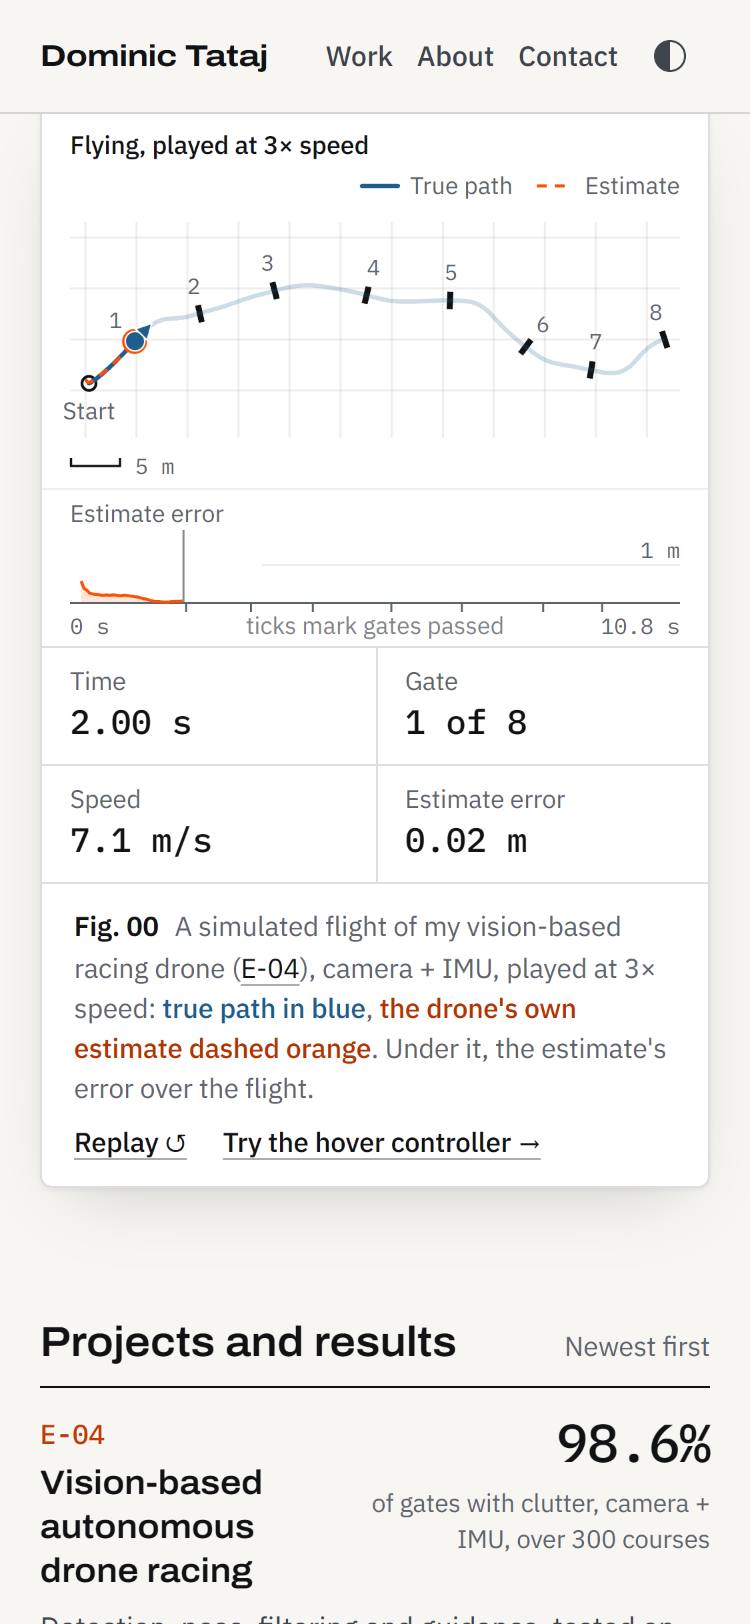 Dominic Tataj Work About Contact
Flying, played at 3× speed
True path Estimate
1 2 3 4 5 6 7 8
Start
5 m
Estimate error
1 m
0 s ticks mark gates passed 10.8 s
Time Gate
2.00 s 1 of 8
Speed Estimate error
7.1 m/s 0.02 m
Fig. 00 A simulated flight of my vision-based
racing drone (E-04), camera + IMU, played at 3×
speed: true path in blue, the drone's own
estimate dashed orange. Under it, the estimate's
error over the flight.
Replay ↺ Try the hover controller →
Projects and results Newest first
E-04
98.6%
Vision-based
autonomous
drone racing
of gates with clutter, camera +
IMU, over 300 courses